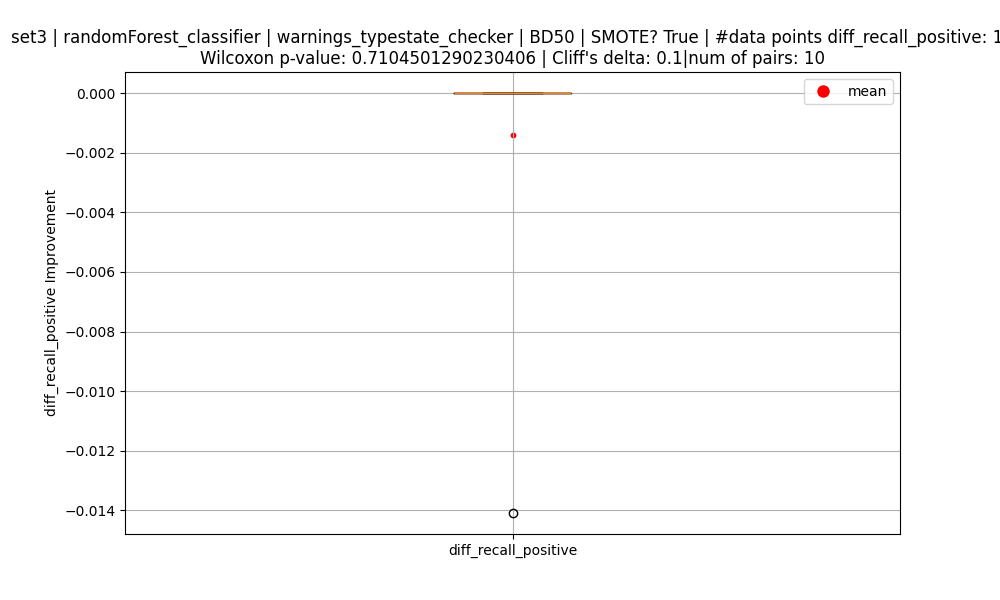 set3 | randomForest_classifier | warnings_typestate_checker | BD50 | SMOTE? True | #data points diff_recall_positive: 1
Wilcoxon p-value: 0.7104501290230406 | Cliff's delta: 0.1|num of pairs: 10
mean
0.000
−0.002
−0.004
−0.006
−0.008
−0.010
−0.012
−0.014
diff_recall_positive Improvement
diff_recall_positive